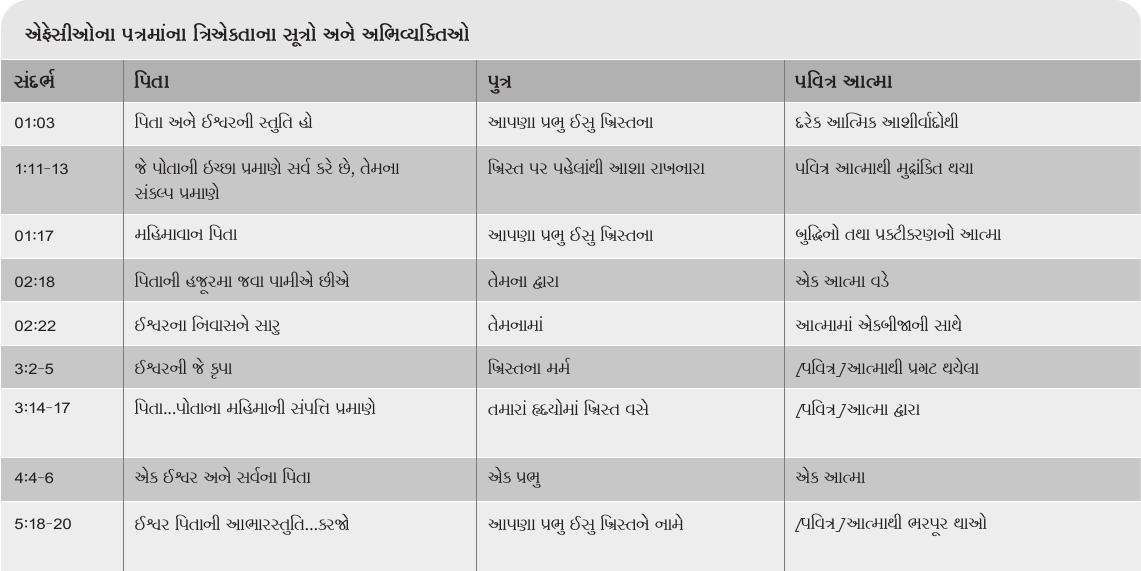 એફેસીઓના પત્રમાંના ત્રિએકતાના સૂત્રો અને અભિવ્યક્તિઓ
સંદર્ભ પિતા પુત્ર પવિત્ર આત્મા
01:03 પિતા અને ઈશ્વરની સ્તુતિ હો આપણા પ્રભુ ઈસુ ખ્રિસ્તના દરેક આત્મિક આશીર્વાદોથી
1:11-13 જે પોતાની ઇચ્છા પ્રમાણે સર્વ કરે છે, તેમના ખ્રિસ્ત પર પહેલાંથી આશા રાખનારા પવિત્ર આત્માથી મુદ્રાંકિત થયા
સંકલ્પ પ્રમાણે
01:17 મહિમાવાન પિતા આપણા પ્રભુ ઈસુ ખ્રિસ્તના બુદ્ધિનો તથા પ્રકટીકરણનો આત્મા
02:18 પિતાની હજૂરમા જવા પામીએ છીએ તેમના દ્વારા એક આત્મા વડે
02:22 ઈશ્વરના નિવાસને સારુ તેમનામાં આત્મામાં એકબીજાની સાથે
3:2-5 ઈશ્વરની જે કૃપા ખ્રિસ્તના મર્મ [પવિત્ર]આત્માથી પ્રગટ થયેલા
3:14-17 પિતા...પોતાના મહિમાની સંપત્તિ પ્રમાણે તમારાં હૃદયોમાં ખ્રિસ્ત વસે [પવિત્ર]આત્મા દ્વારા
4:4-6 એક ઈશ્વર અને સર્વના પિતા એક પ્રભુ એક આત્મા
5:18-20 ઈશ્વર પિતાની આભારસ્તુતિ...કરજો આપણા પ્રભુ ઈસુ ખ્રિસ્તને નામે [પવિત્ર]આત્માથી ભરપૂર થાઓ